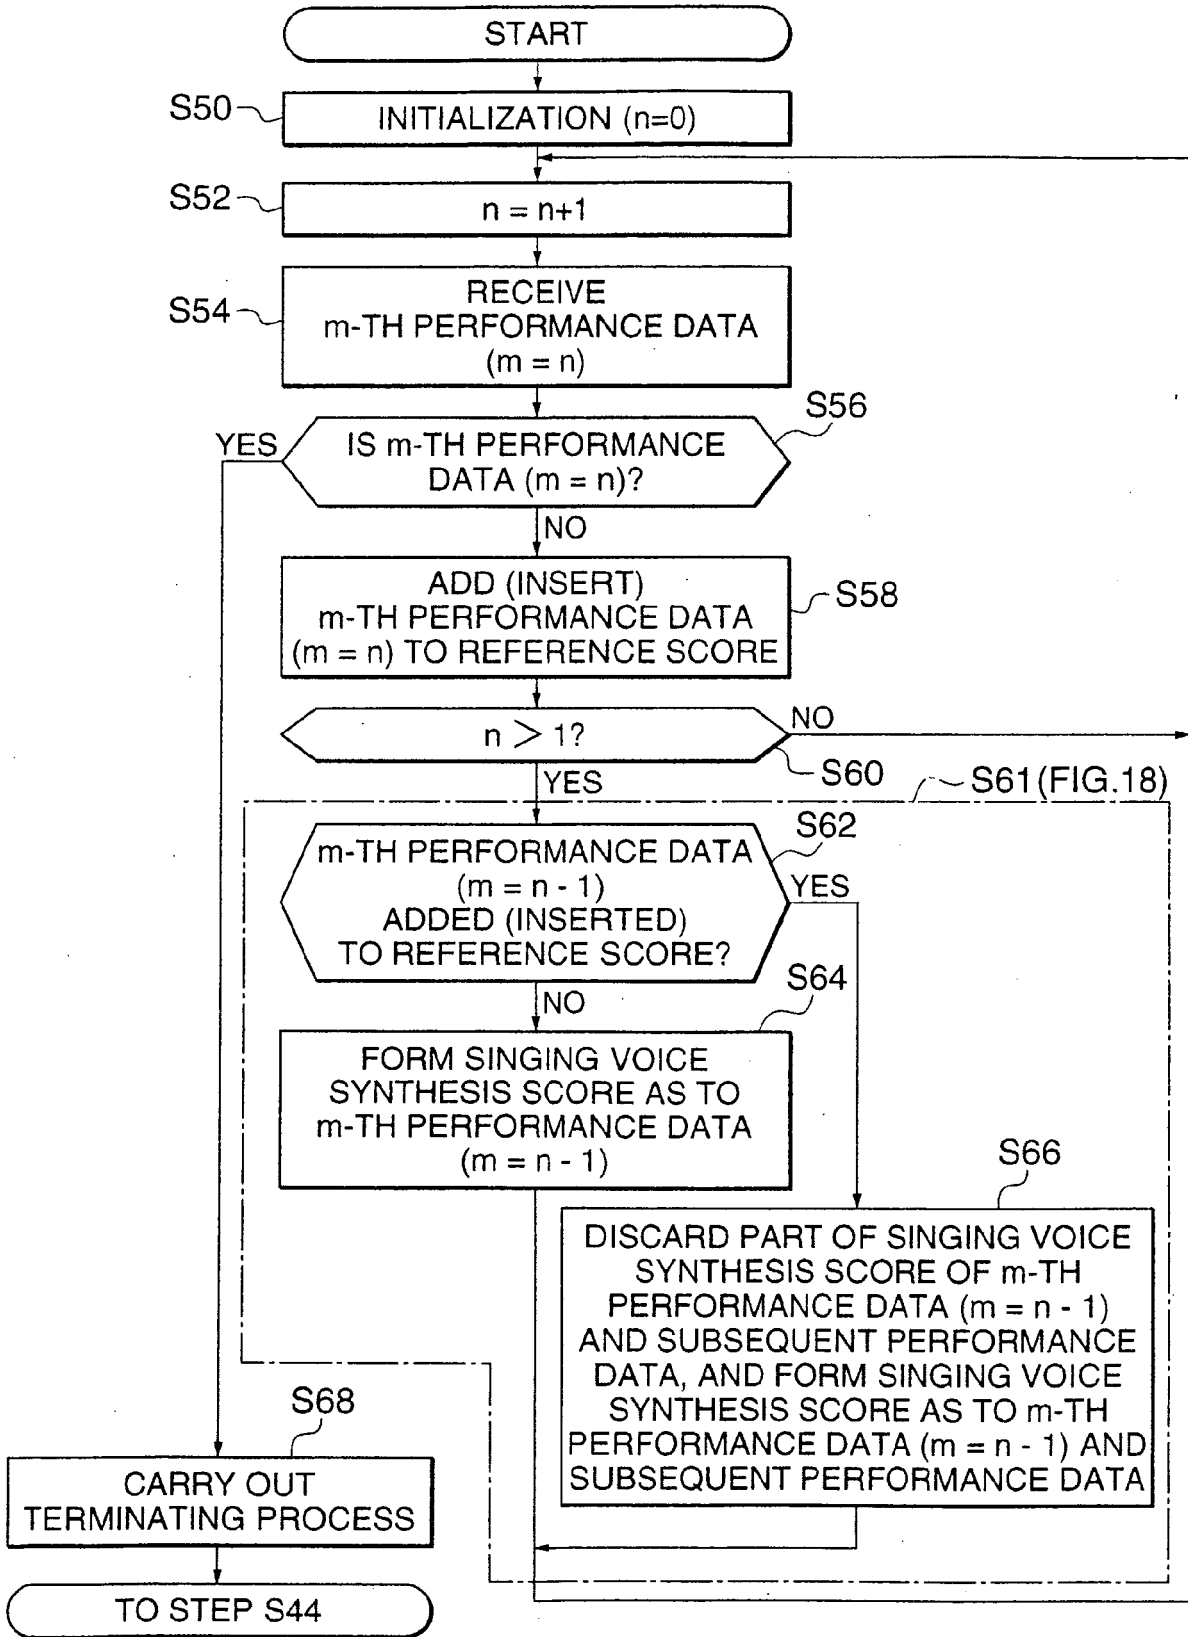 START
S50
INITIALIZATION (n=0)
S52
n = n+1
S54
RECEIVE
m-TH PERFORMANCE DATA
(m = n)
S56
YES
IS m-TH PERFORMANCE
DATA (m = n)?
NO
ADD (INSERT)
m-TH PERFORMANCE DATA
(m = n) TO REFERENCE SCORE
S58
n > 1?
NO
S60
YES
S61(FIG.18)
S62
m-TH PERFORMANCE DATA
(m = n - 1)
ADDED (INSERTED)
TO REFERENCE SCORE?
YES
NO
S64
FORM SINGING VOICE
SYNTHESIS SCORE AS TO
m-TH PERFORMANCE DATA
(m = n - 1)
S66
DISCARD PART OF SINGING VOICE
SYNTHESIS SCORE OF m-TH
PERFORMANCE DATA (m = n - 1)
AND SUBSEQUENT PERFORMANCE
DATA, AND FORM SINGING VOICE
SYNTHESIS SCORE AS TO m-TH
PERFORMANCE DATA (m = n - 1) AND
SUBSEQUENT PERFORMANCE DATA
S68
CARRY OUT
TERMINATING PROCESS
TO STEP S44